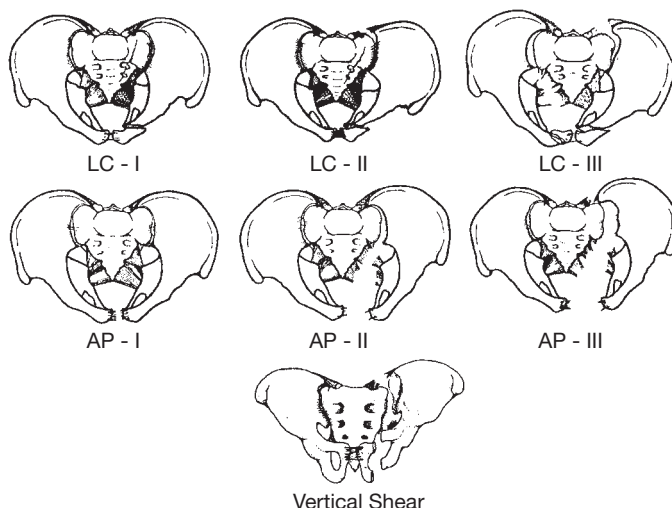 LC - I
LC - II
LC - III
AP - I
AP - II
AP - III
Vertical Shear